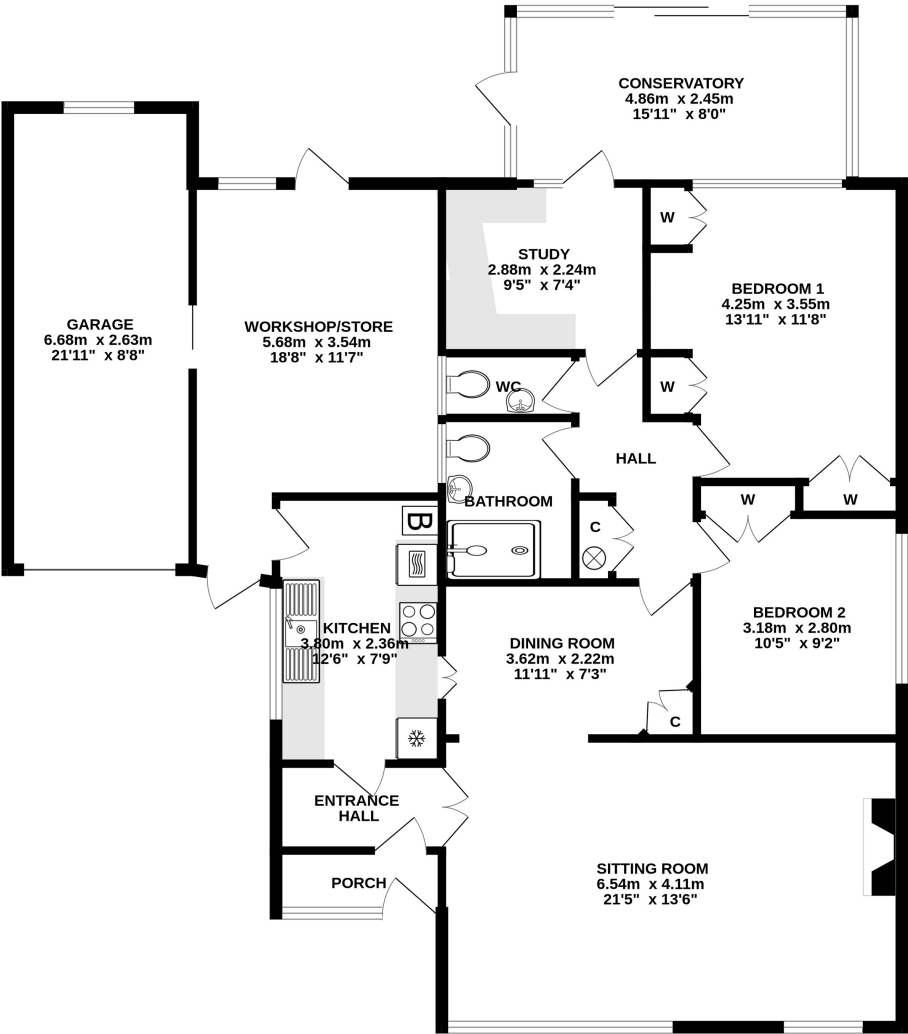 CONSERVATORY
4.86m x 2.45m
15'11" x 8'0"
W
STUDY
2.88m x 2.24m
9'5" x 7'4"
BEDROOM 1
4.25m x 3.55m
13'11" x 11'8"
GARAGE
6.68m x 2.63m
21'11" x 8'8"
WORKSHOP/STORE
5.68m x 3.54m
18'8" x 11'7"
WC
W
HALL
BATHROOM
W
W
C
B
KITCHEN
3.80m x 2.36m
12'6" x 7'9"
DINING ROOM
3.62m x 2.22m
11'11" x 7'3"
BEDROOM 2
3.18m x 2.80m
10'5" x 9'2"
C
ENTRANCE
HALL
SITTING ROOM
6.54m x 4.11m
21'5" x 13'6"
PORCH